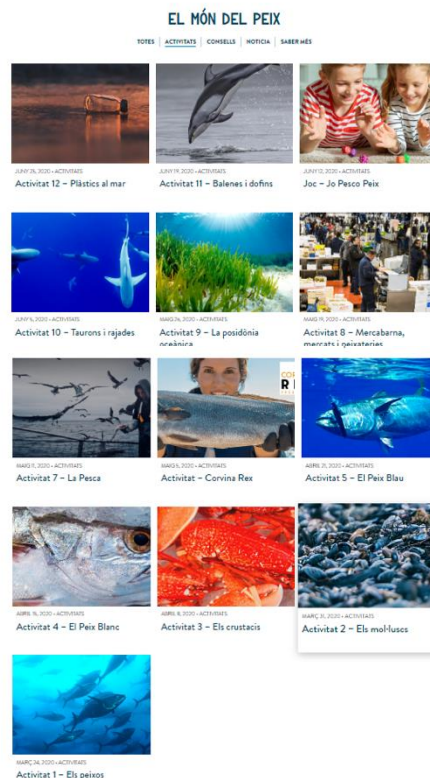 EL MÓN DEL PEIX
TOTES ACTIVITATS CONSELLS NOTICIA SABER MÉS
JUNY 26, 2020 • ACTIVITATS
Activitat 12 – Plàstics al mar
JUNY 19, 2020 • ACTIVITATS
Activitat 11 – Balenes i dofins
JUNY 12, 2020 • ACTIVITATS
Joc – Jo Pesco Peix
JUNY 5, 2020 • ACTIVITATS
Activitat 10 – Taurons i rajades
MAIG 26, 2020 • ACTIVITATS
Activitat 9 – La posidònia
oceànica
MAIG 19, 2020 • ACTIVITATS
Activitat 8 – Mercabarna,
mercats i peixateries
MAIG 11, 2020 • ACTIVITATS
Activitat 7 – La Pesca
MAIG 5, 2020 • ACTIVITATS
Activitat – Corvina Rex
ABRIL 21, 2020 • ACTIVITATS
Activitat 5 – El Peix Blau
ABRIL 16, 2020 • ACTIVITATS
Activitat 4 – El Peix Blanc
ABRIL 8, 2020 • ACTIVITATS
Activitat 3 – Els crustacis
MARÇ 31, 2020 • ACTIVITATS
Activitat 2 – Els mol·luscs
MARÇ 24, 2020 • ACTIVITATS
Activitat 1 – Els peixos